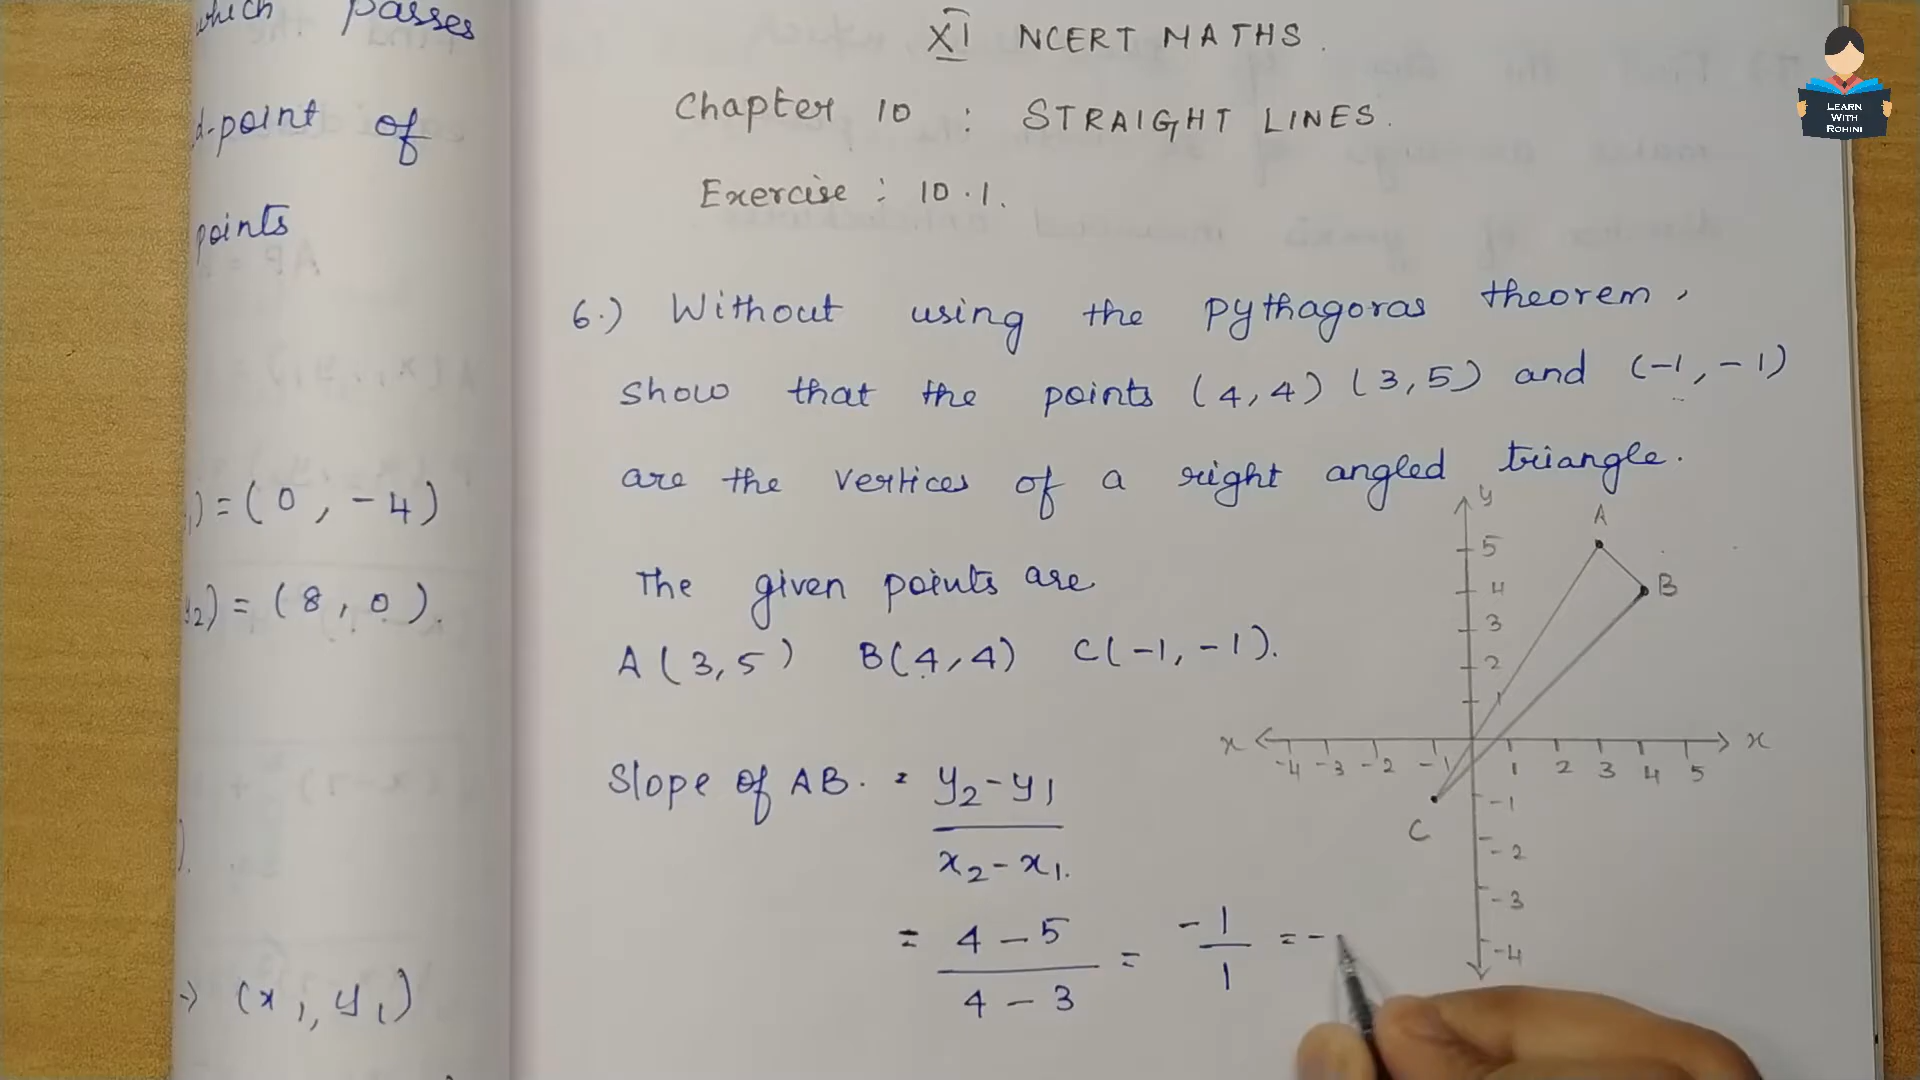 which passes
d-point of
points
1) = (0, -4)
y2) = (8, 0).
→ (x1, y1)
XI NCERT MATHS.
Chapter 10 : STRAIGHT LINES.
Exercise : 10.1.
6.) Without using the pythagoras theorem,
show that the points (4,4) (3,5) and (-1,-1)
are the vertices of a right angled triangle.
The given points are
A(3,5) B(4,4) C(-1,-1).
Slope of AB. = y2-y1
x2-x1.
= 4-5 = -1 = -
4-3 1
y
A
5
B
4
3
2
1
x -4 -3 -2 -1 1 2 3 4 5 x
-1
C
-2
-3
-4
LEARN
WITH
ROHINI